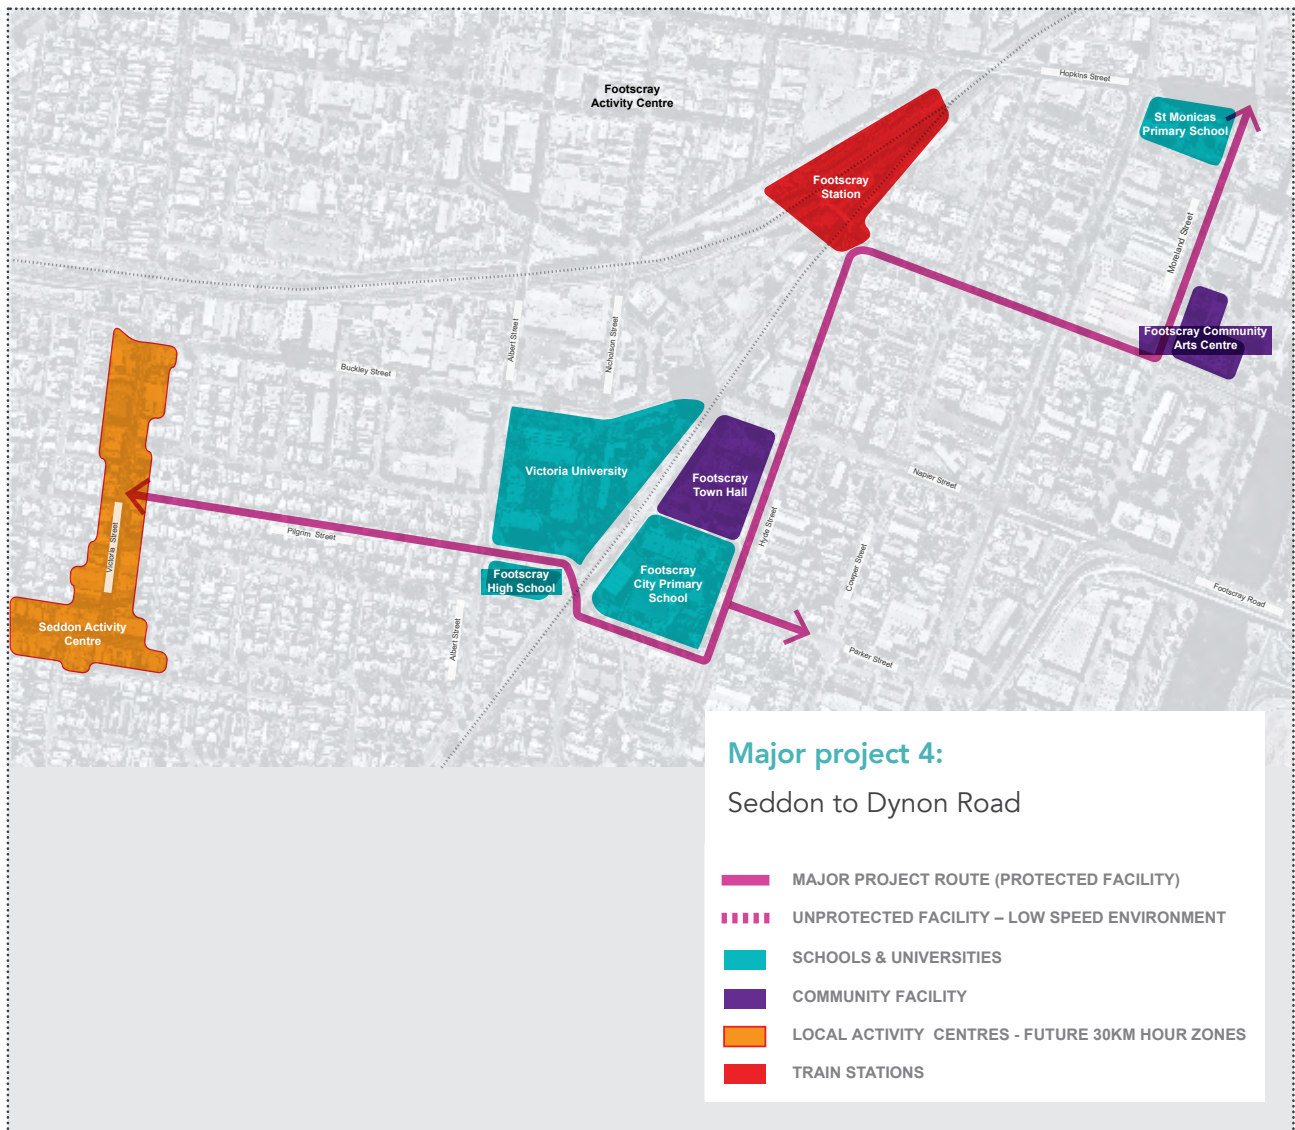 Footscray
Activity Centre
Hopkins Street
St Monicas
Primary School
Footscray
Station
Moreland Street
Footscray Community
Arts Centre
Albert Street
Nicholson Street
Buckley Street
Victoria University
Footscray
Town Hall
Napier Street
Hyde Street
Pilgrim Street
Victoria Street
Footscray
High School
Footscray
City Primary
School
Cowper Street
Footscray Road
Seddon Activity
Centre
Albert Street
Parker Street
Major project 4:
Seddon to Dynon Road
MAJOR PROJECT ROUTE (PROTECTED FACILITY)
UNPROTECTED FACILITY – LOW SPEED ENVIRONMENT
SCHOOLS & UNIVERSITIES
COMMUNITY FACILITY
LOCAL ACTIVITY CENTRES - FUTURE 30KM HOUR ZONES
TRAIN STATIONS